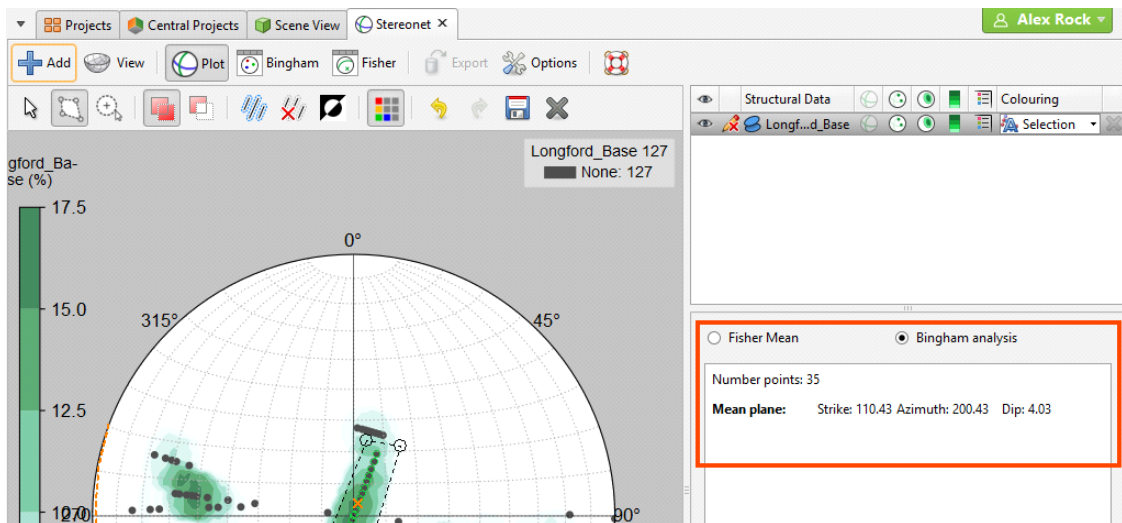 Projects Central Projects Scene View Stereonet × Alex Rock
Add View Plot Bingham Fisher Export Options
Structural Data Colouring
Longf...d_Base Selection
Longford_Base 127
None: 127
gford_Ba-
se (%)
17.5
0°
15.0
315°
45°
12.5
270
90°
Fisher Mean Bingham analysis
Number points: 35
Mean plane: Strike: 110.43 Azimuth: 200.43 Dip: 4.03